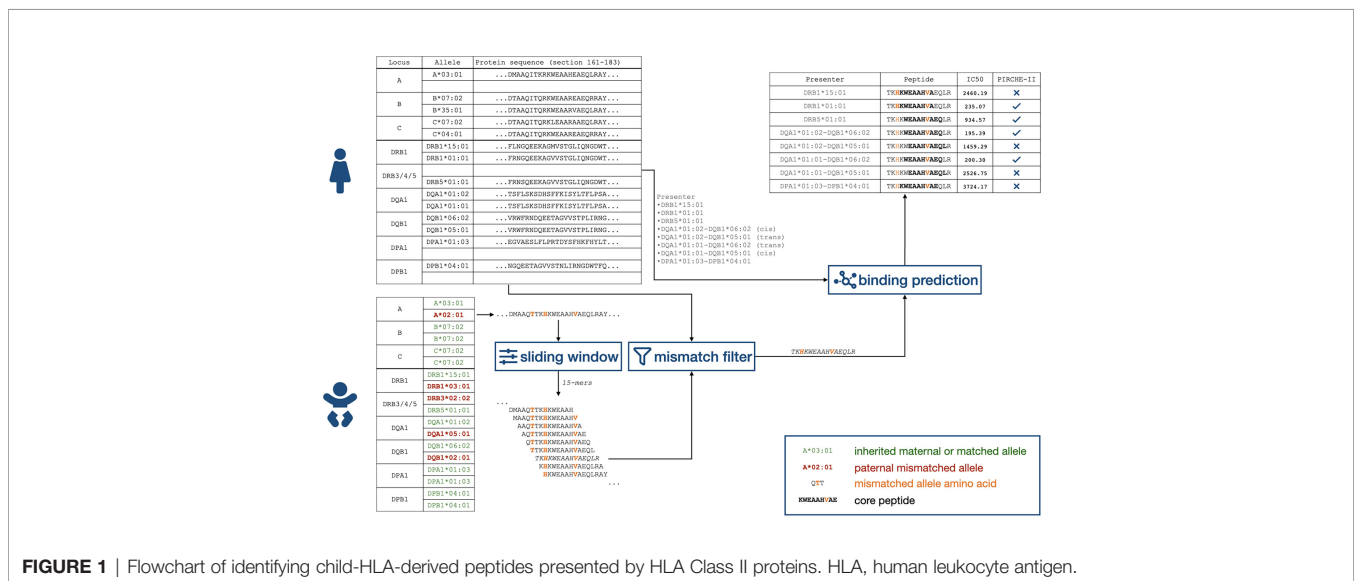 Locus Allele Protein sequence (section 161-183)
A A*03:01 ...DMAAQITKRKWEAAHEAEQLRAY...
B B*07:02 ...DTAAQITQRKWEAAREAEQRRAY...
B*35:01 ...DTAAQITQRKWEAARVAEQLRAY...
C C*07:02 ...DTAAQITQRKLEAARAAEQLRAY...
C*04:01 ...DTAAQITQRKWEAAREAEQRRAY...
DRB1 DRB1*15:01 ...FLNGQEEKAGMVSTGLIQNGDWT...
DRB1*01:01 ...FRNGQEEKAGVVSTGLIQNGDWT...
DRB3/4/5
DRB5*01:01 ...FRNSQEEKAGVVSTGLIQNGDWT...
DQA1 DQA1*01:02 ...TSFLSKSDHSFFKISYLTFLPSA...
DQA1*01:01 ...TSFLSKSDHSFFKISYLTFLPSA...
DQB1 DQB1*06:02 ...VRWFRNDQEETAGVVSTPLIRNG...
DQB1*05:01 ...VRWFRNDQEETAGVVSTPLIRNG...
DPA1 DPA1*01:03 ...EGVAESLFLPRTDYSFHKFHYLT...
DPB1 DPB1*04:01 ...NGQEETAGVVSTNLIRNGDWTFQ...
Presenter Peptide IC50 PIRCHE-II
DRB1*15:01 TKHKWEAAHVAEQLR 2460.19 ✕
DRB1*01:01 TKHKWEAAHVAEQLR 235.07 ✓
DRB5*01:01 TKHKWEAAHVAEQLR 934.57 ✓
DQA1*01:02-DQB1*06:02 TKHKWEAAHVAEQLR 195.39 ✓
DQA1*01:02-DQB1*05:01 TKHKWEAAHVAEQLR 1459.29 ✕
DQA1*01:01-DQB1*06:02 TKHKWEAAHVAEQLR 200.38 ✓
DQA1*01:01-DQB1*05:01 TKHKWEAAHVAEQLR 2526.75 ✕
DPA1*01:03-DPB1*04:01 TKHKWEAAHVAEQLR 3724.17 ✕
Presenter
•DRB1*15:01
•DRB1*01:01
•DRB5*01:01
•DQA1*01:02-DQB1*06:02 (cis)
•DQA1*01:02-DQB1*05:01 (trans)
•DQA1*01:01-DQB1*06:02 (trans)
•DQA1*01:01-DQB1*05:01 (cis)
•DPA1*01:03-DPB1*04:01
binding prediction
A A*03:01
A*02:01 ...DMAAQTTKHKWEAAHVAEQLRAY...
B B*07:02
B*07:02
C C*07:02
C*07:02
DRB1 DRB1*15:01
DRB1*03:01
DRB3/4/5 DRB3*02:02
DRB5*01:01
DQA1 DQA1*01:02
DQA1*05:01
DQB1 DQB1*06:02
DQB1*02:01
DPA1 DPA1*01:03
DPA1*01:03
DPB1 DPB1*04:01
DPB1*04:01
sliding window
mismatch filter
TKHKWEAAHVAEQLR
15-mers
...
DMAAQTTKHKWEAAH
MAAQTTKHKWEAAHV
AAQTTKHKWEAAHVA
AQTTKHKWEAAHVAE
QTTKHKWEAAHVAEQ
TTKHKWEAAHVAEQL
TKHKWEAAHVAEQLR
KHKWEAAHVAEQLRA
HKWEAAHVAEQLRAY
...
A*03:01 inherited maternal or matched allele
A*02:01 paternal mismatched allele
QTT mismatched allele amino acid
KWEAAHVAE core peptide
FIGURE 1 | Flowchart of identifying child-HLA-derived peptides presented by HLA Class II proteins. HLA, human leukocyte antigen.